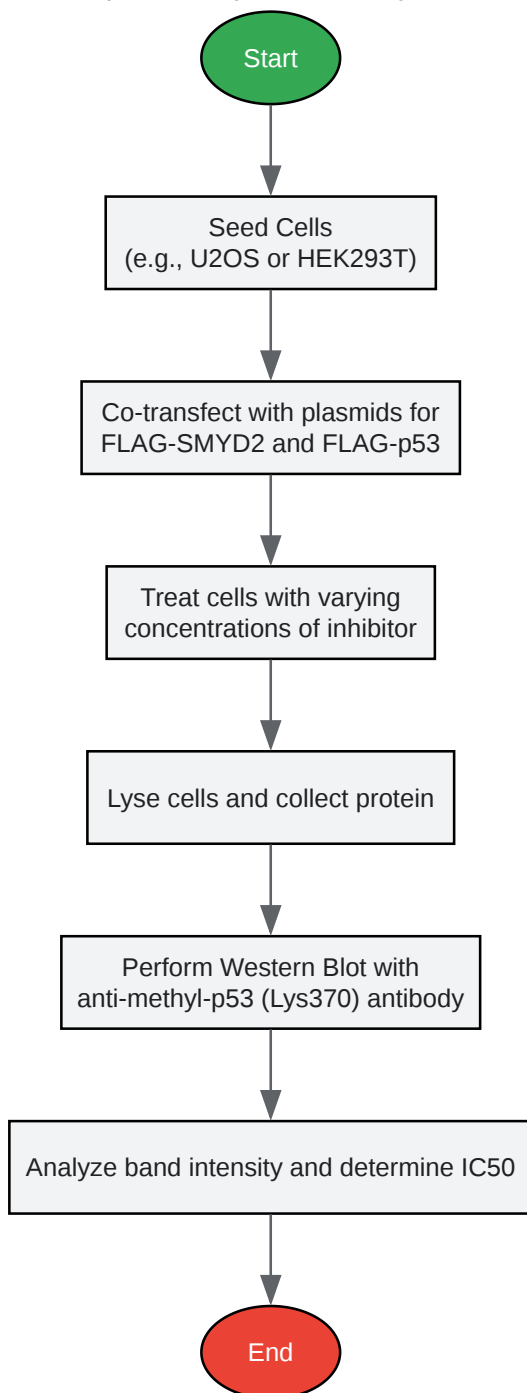 Start
Seed Cells
(e.g., U2OS or HEK293T)
Co-transfect with plasmids for
FLAG-SMYD2 and FLAG-p53
Treat cells with varying
concentrations of inhibitor
Lyse cells and collect protein
Perform Western Blot with
anti-methyl-p53 (Lys370) antibody
Analyze band intensity and determine IC50
End